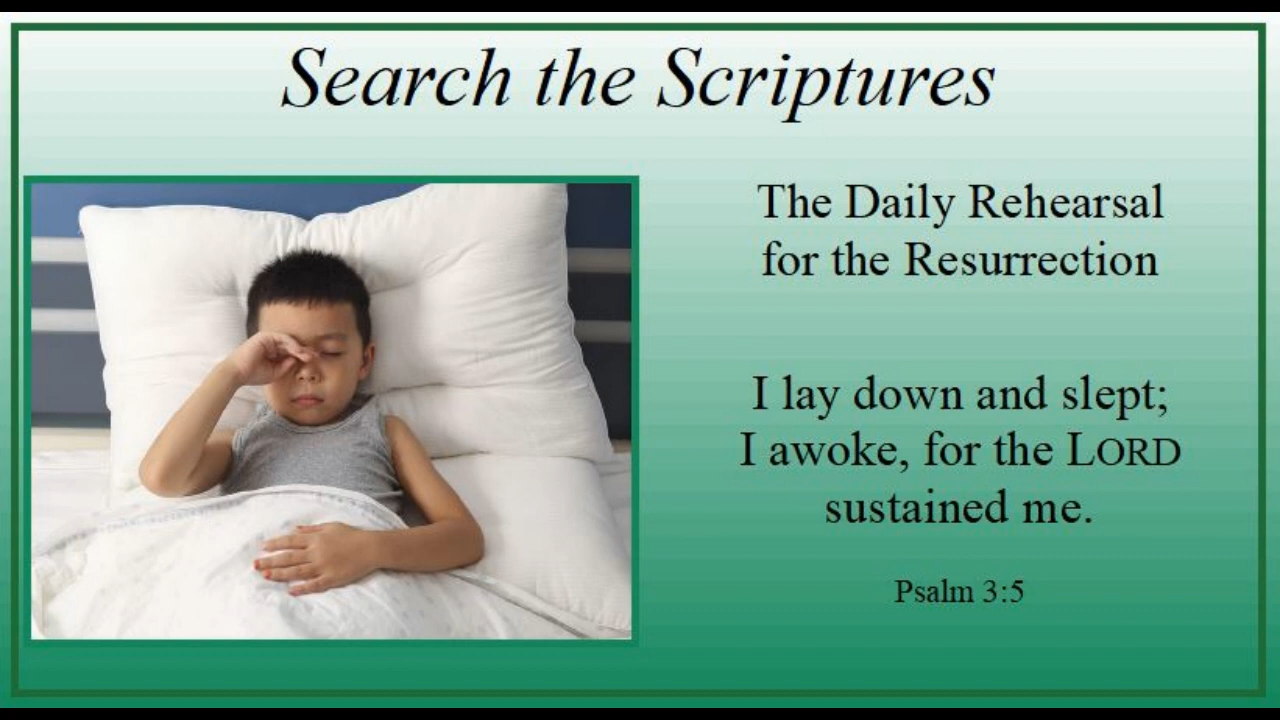 Search the Scriptures
The Daily Rehearsal
for the Resurrection
I lay down and slept;
I awoke, for the LORD
sustained me.
Psalm 3:5